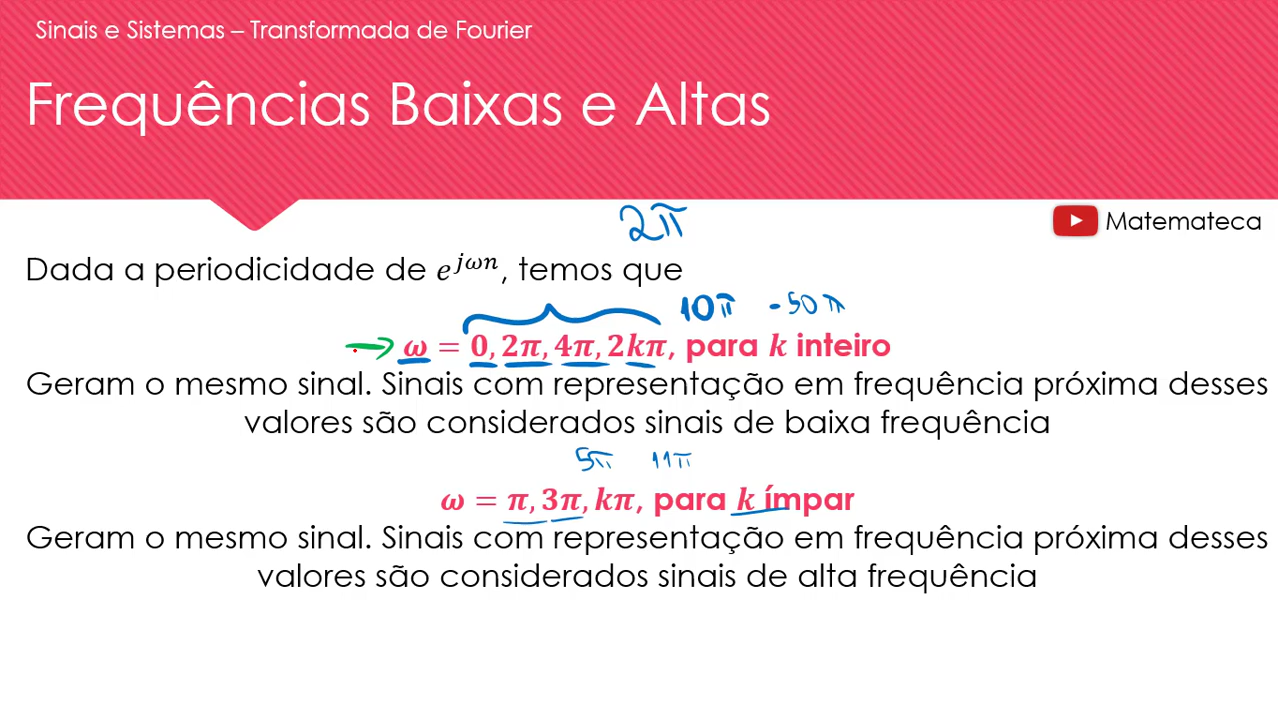 Sinais e Sistemas – Transformada de Fourier
Frequências Baixas e Altas
2π
Matemateca
Dada a periodicidade de e^{jωn}, temos que
10π -50π
ω = 0, 2π, 4π, 2kπ, para k inteiro
Geram o mesmo sinal. Sinais com representação em frequência próxima desses
valores são considerados sinais de baixa frequência
5π 11π
ω = π, 3π, kπ, para k ímpar
Geram o mesmo sinal. Sinais com representação em frequência próxima desses
valores são considerados sinais de alta frequência